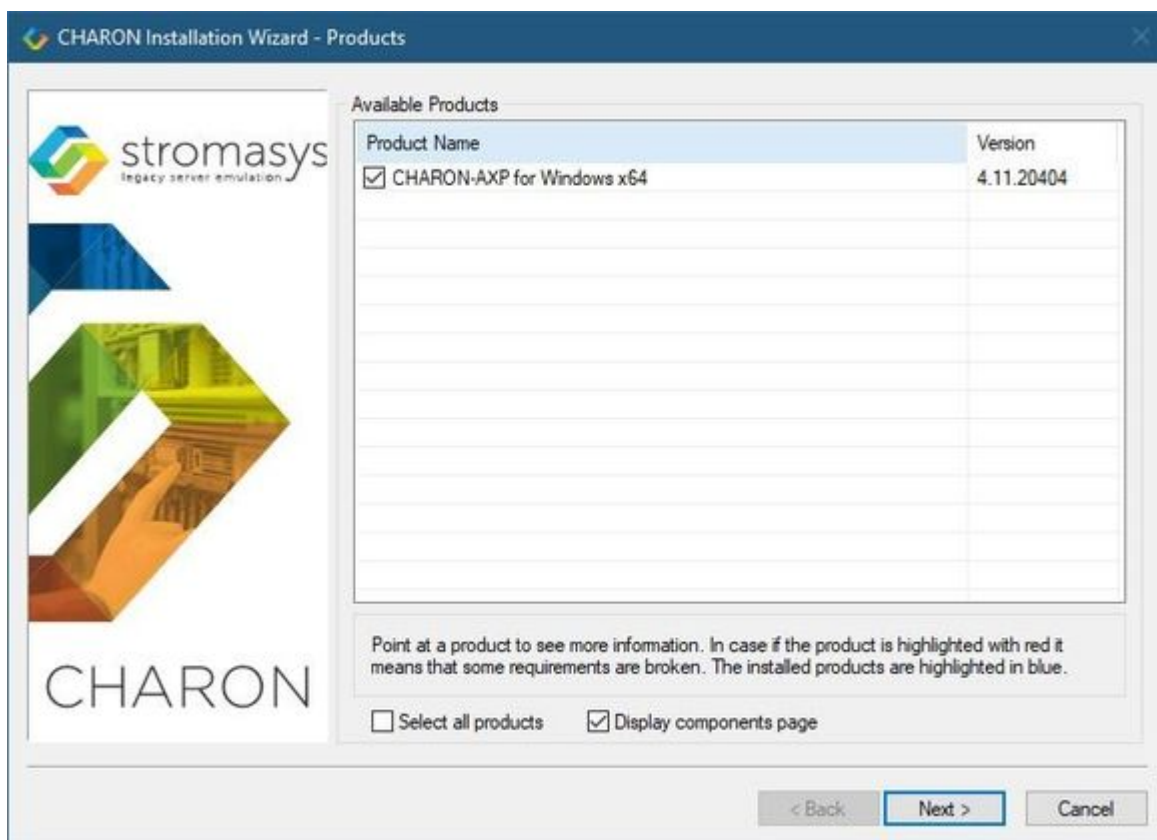 CHARON Installation Wizard - Products
stromasys
legacy server emulation
CHARON
Available Products
Product Name Version
CHARON-AXP for Windows x64 4.11.20404
Point at a product to see more information. In case if the product is highlighted with red it
means that some requirements are broken. The installed products are highlighted in blue.
Select all products Display components page
< Back Next > Cancel